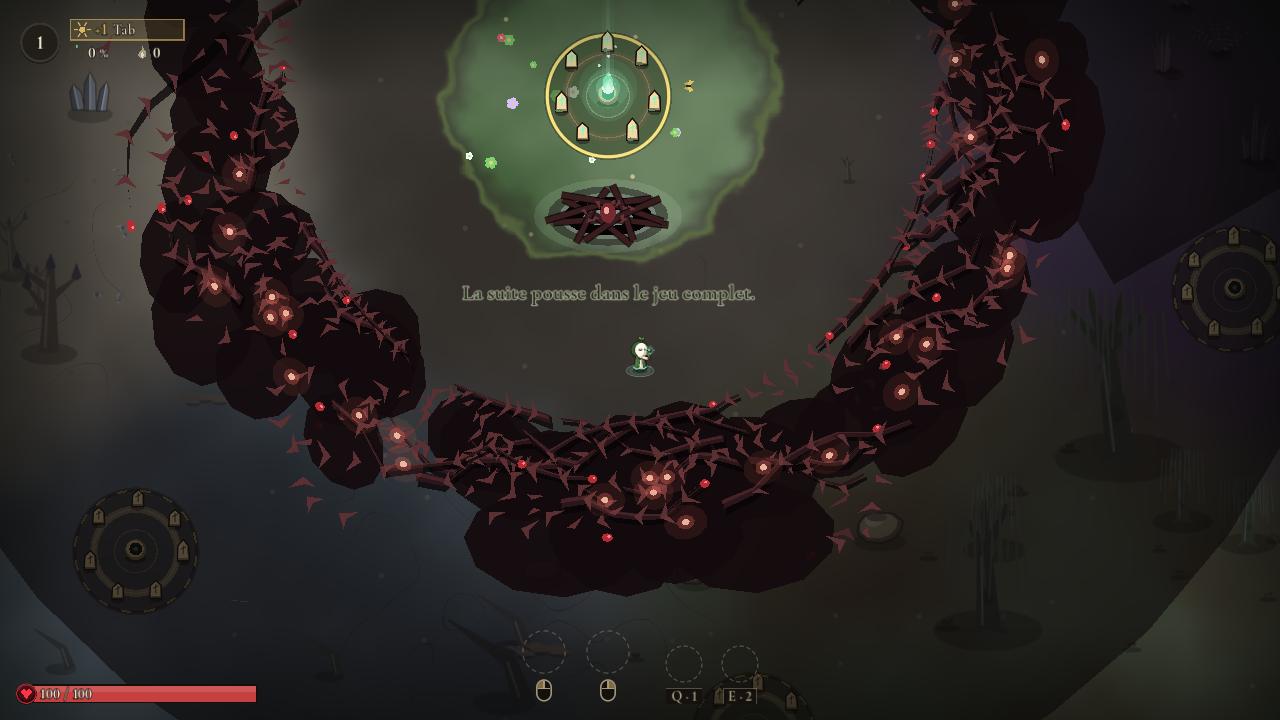 1
+1 Tab
0 %
0
La suite pousse dans le jeu complet.
100 / 100
Q · 1
E · 2